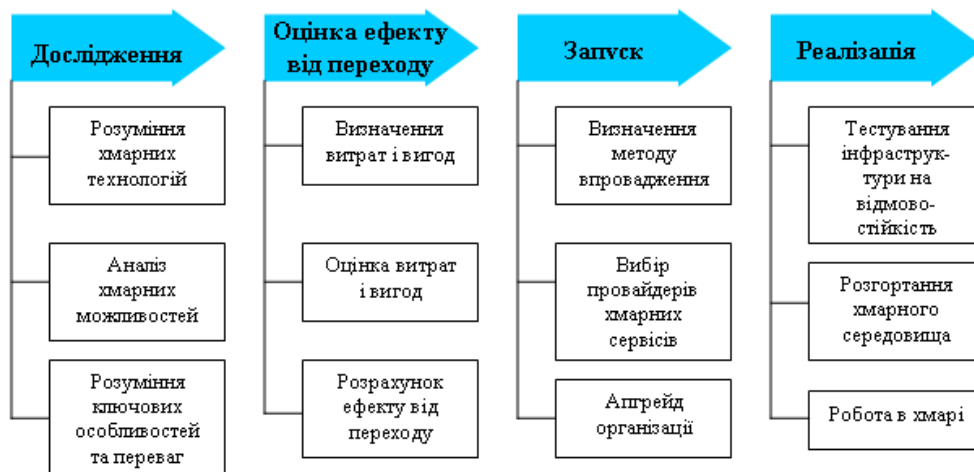 Дослідження
Розуміння
хмарних
технологій
Аналіз
хмарних
можливостей
Розуміння
ключових
особливостей
та переваг
Оцінка ефекту
від переходу
Визначення
витрат і вигод
Оцінка витрат
і вигод
Розрахунок
ефекту від
переходу
Запуск
Визначення
методу
впровадження
Вибір
провайдерів
хмарних
сервісів
Апгрейд
організації
Реалізація
Тестування
інфраструк-
тури на
відмово-
стійкість
Розгортання
хмарного
середовища
Робота в хмарі